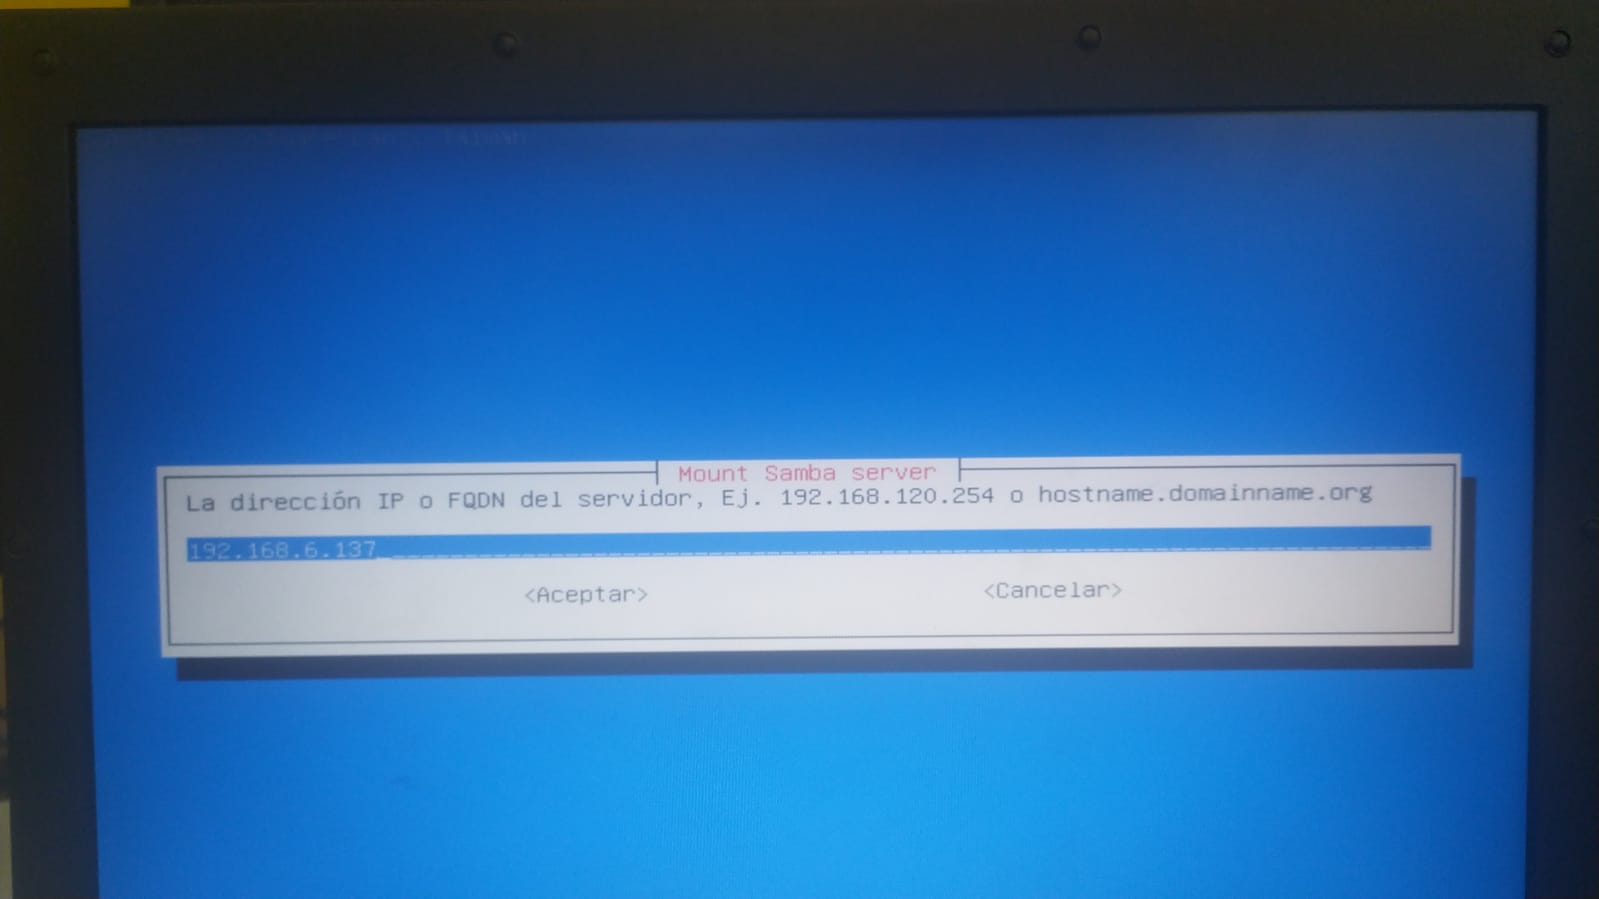 Mount Samba server
La dirección IP o FQDN del servidor, Ej. 192.168.120.254 o hostname.domainname.org
192.168.6.137
<Aceptar> <Cancelar>